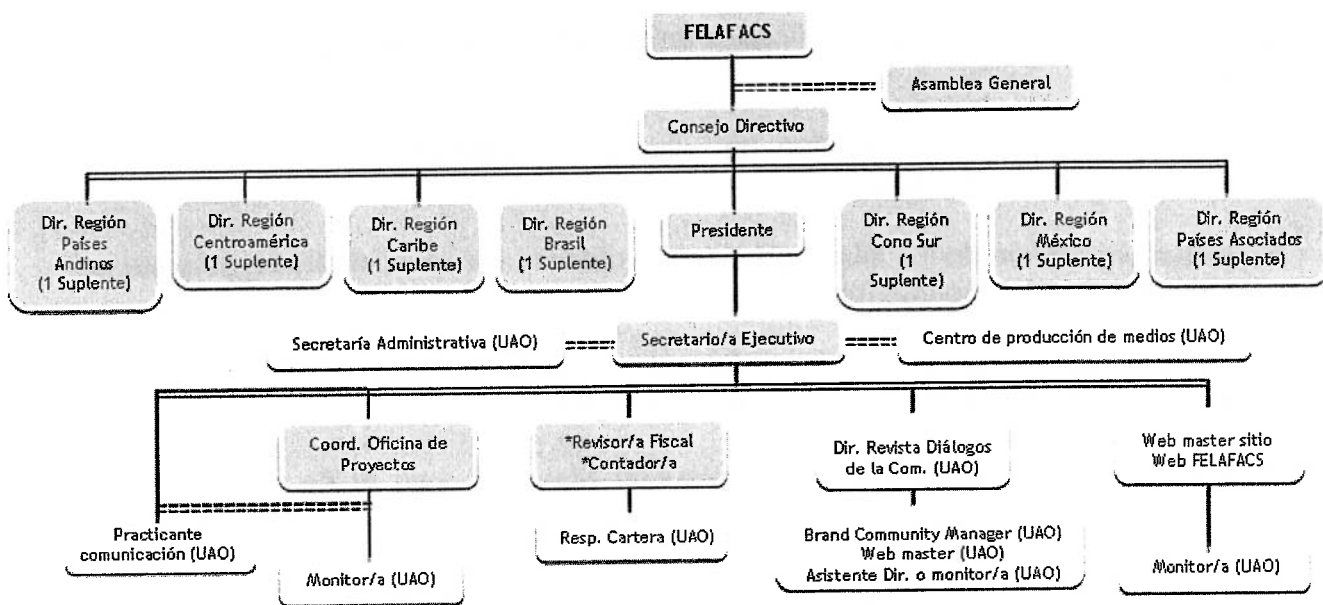 FELAFACS
Asamblea General
Consejo Directivo
Dir. Región
Países
Andinos
(1 Suplente)
Dir. Región
Centroamérica
(1 Suplente)
Dir. Región
Caribe
(1 Suplente)
Dir. Región
Brasil
(1 Suplente)
Presidente
Dir. Región
Cono Sur
(1
Suplente)
Dir. Región
México
(1 Suplente)
Dir. Región
Países Asociados
(1 Suplente)
Secretaría Administrativa (UAO)
Secretario/a Ejecutivo
Centro de producción de medios (UAO)
Coord. Oficina de
Proyectos
*Revisor/a Fiscal
*Contador/a
Dir. Revista Diálogos
de la Com. (UAO)
Web master sitio
Web FELAFACS
Practicante
comunicación (UAO)
Monitor/a (UAO)
Resp. Cartera (UAO)
Brand Community Manager (UAO)
Web master (UAO)
Asistente Dir. o monitor/a (UAO)
Monitor/a (UAO)